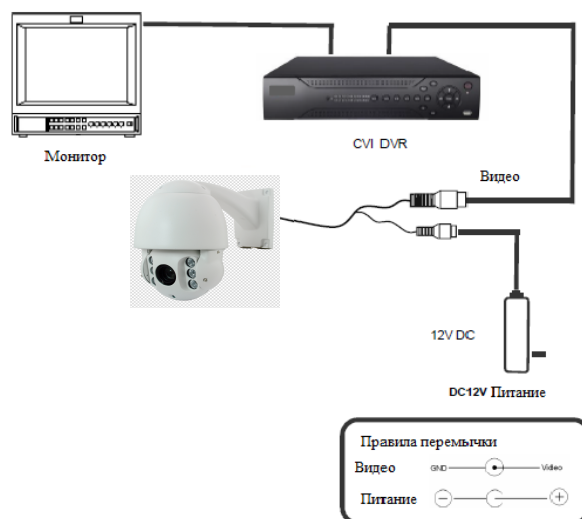 CVI DVR
Монитор
Видео
12V DC
DC12V Питание
Правила перемычки
Видео GND Video
Питание − +